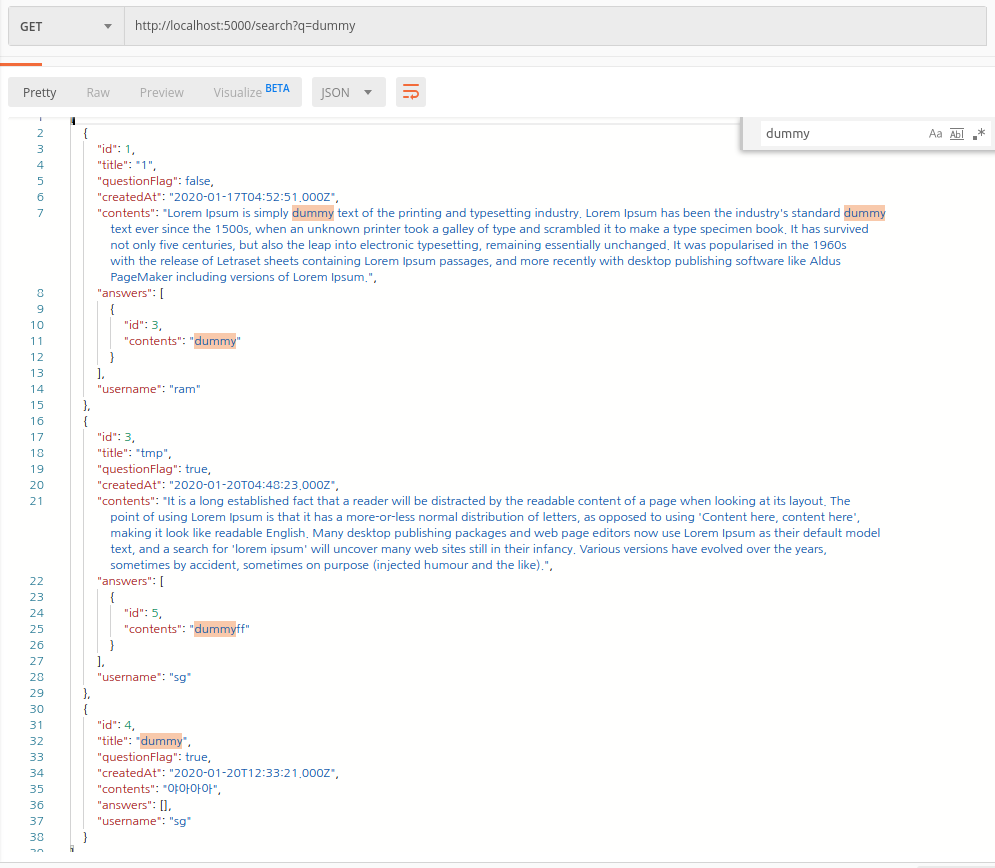 GET http://localhost:5000/search?q=dummy
Pretty Raw Preview Visualize BETA JSON
dummy Aa Abl .*
1
2 {
3 "id": 1,
4 "title": "1",
5 "questionFlag": false,
6 "createdAt": "2020-01-17T04:52:51.000Z",
7 "contents": "Lorem Ipsum is simply dummy text of the printing and typesetting industry. Lorem Ipsum has been the industry's standard dummy
text ever since the 1500s, when an unknown printer took a galley of type and scrambled it to make a type specimen book. It has survived
not only five centuries, but also the leap into electronic typesetting, remaining essentially unchanged. It was popularised in the 1960s
with the release of Letraset sheets containing Lorem Ipsum passages, and more recently with desktop publishing software like Aldus
PageMaker including versions of Lorem Ipsum.",
8 "answers": [
9 {
10 "id": 3,
11 "contents": "dummy"
12 }
13 ],
14 "username": "ram"
15 },
16 {
17 "id": 3,
18 "title": "tmp",
19 "questionFlag": true,
20 "createdAt": "2020-01-20T04:48:23.000Z",
21 "contents": "It is a long established fact that a reader will be distracted by the readable content of a page when looking at its layout. The
point of using Lorem Ipsum is that it has a more-or-less normal distribution of letters, as opposed to using 'Content here, content here',
making it look like readable English. Many desktop publishing packages and web page editors now use Lorem Ipsum as their default model
text, and a search for 'lorem ipsum' will uncover many web sites still in their infancy. Various versions have evolved over the years,
sometimes by accident, sometimes on purpose (injected humour and the like).",
22 "answers": [
23 {
24 "id": 5,
25 "contents": "dummyff"
26 }
27 ],
28 "username": "sg"
29 },
30 {
31 "id": 4,
32 "title": "dummy",
33 "questionFlag": true,
34 "createdAt": "2020-01-20T12:33:21.000Z",
35 "contents": "야아아아",
36 "answers": [],
37 "username": "sg"
38 }
39 ]